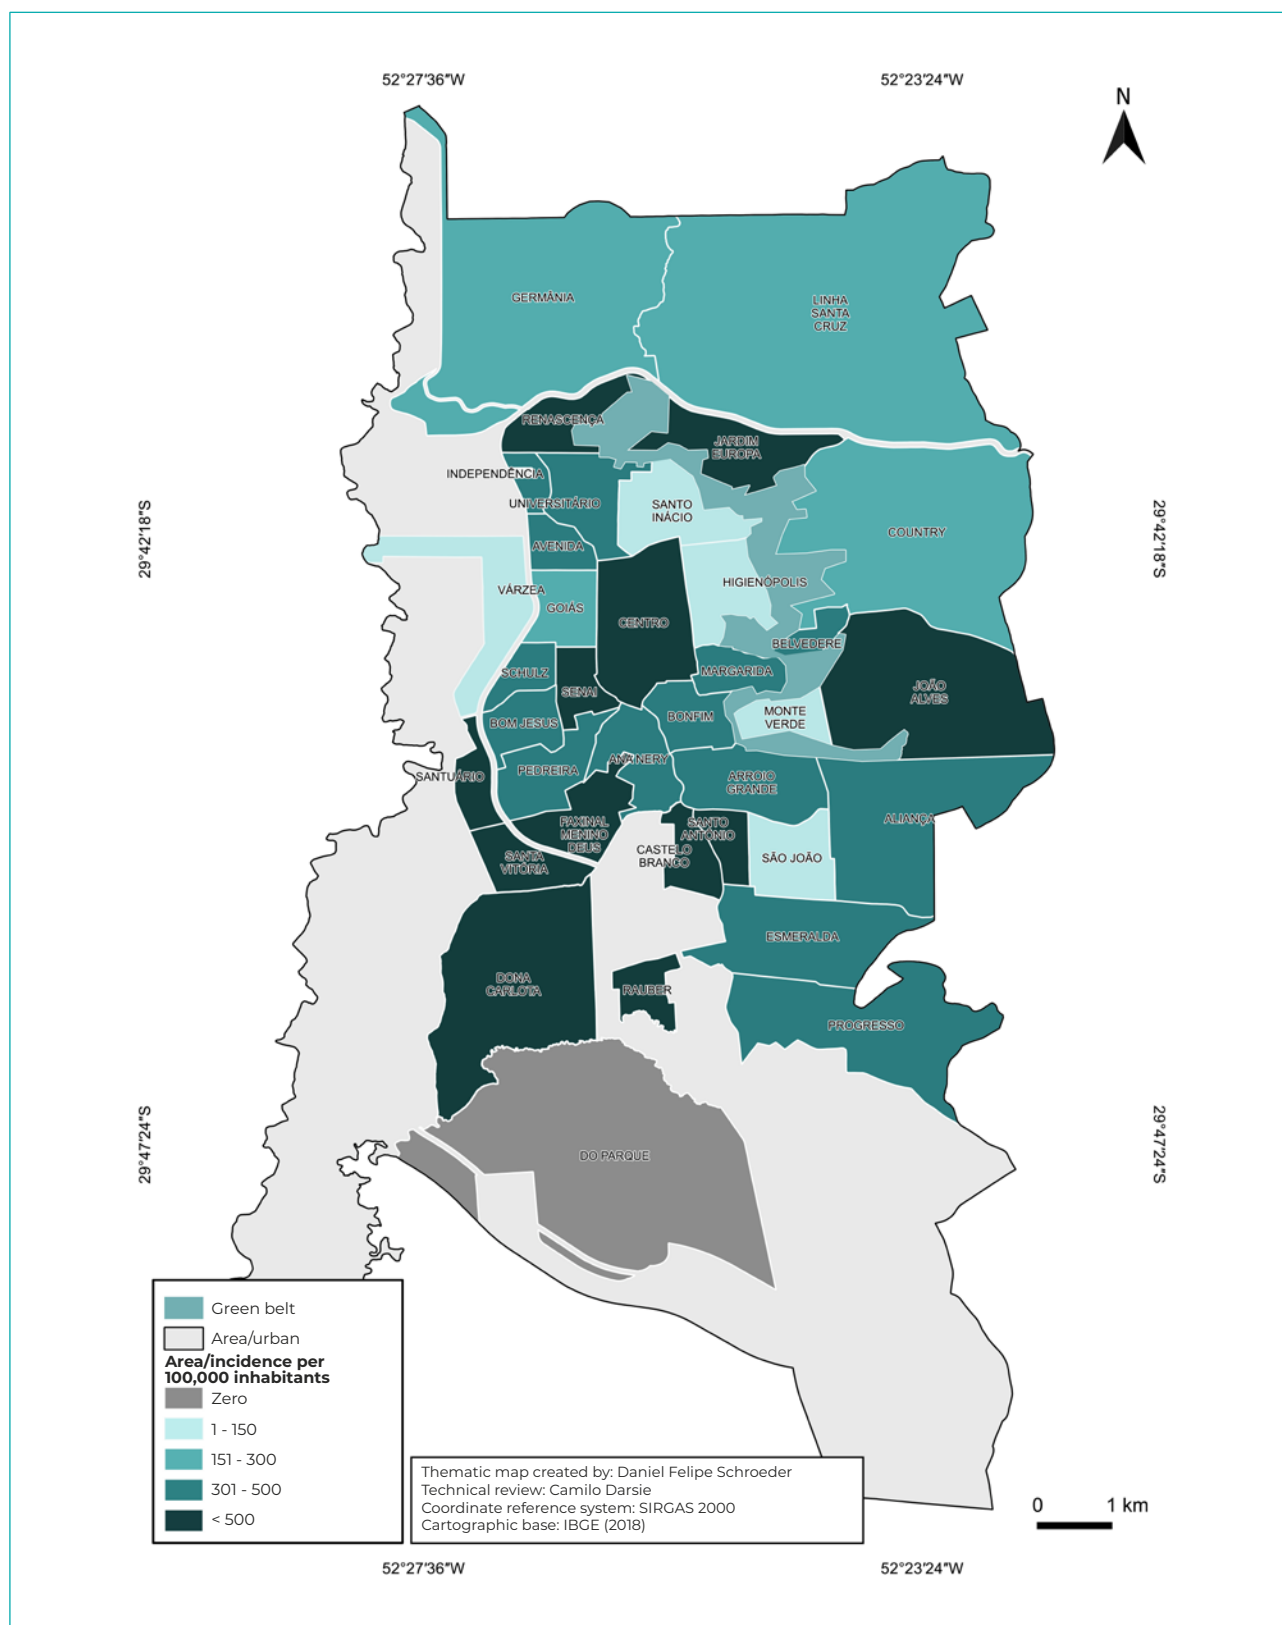 52°27'36"W
52°23'24"W
N
GERMÂNIA
LINHA
SANTA
CRUZ
RENASCENÇA
JARDIM
EUROPA
INDEPENDÊNCIA
UNIVERSITÁRIO
SANTO
INÁCIO
29°42'18"S
29°42'18"S
COUNTRY
AVENIDA
VÁRZEA
HIGIENÓPOLIS
GOIÁS
CENTRO
BELVEDERE
SCHULZ
MARGARIDA
SENAI
JOÃO
ALVES
BOM JESUS
BONFIM
MONTE
VERDE
ANA NERY
PEDREIRA
SANTUÁRIO
ARROIO
GRANDE
ALIANÇA
FAXINAL
MENINO
DEUS
SANTO
ANTÔNIO
CASTELO
BRANCO
SANTA
VITÓRIA
SÃO JOÃO
ESMERALDA
DONA
CARLOTA
RAUBER
PROGRESSO
29°47'24"S
29°47'24"S
DO PARQUE
Green belt
Area/urban
Area/incidence per
100,000 inhabitants
Zero
1 - 150
151 - 300
301 - 500
< 500
Thematic map created by: Daniel Felipe Schroeder
Technical review: Camilo Darsie
Coordinate reference system: SIRGAS 2000
Cartographic base: IBGE (2018)
0 1 km
52°27'36"W
52°23'24"W